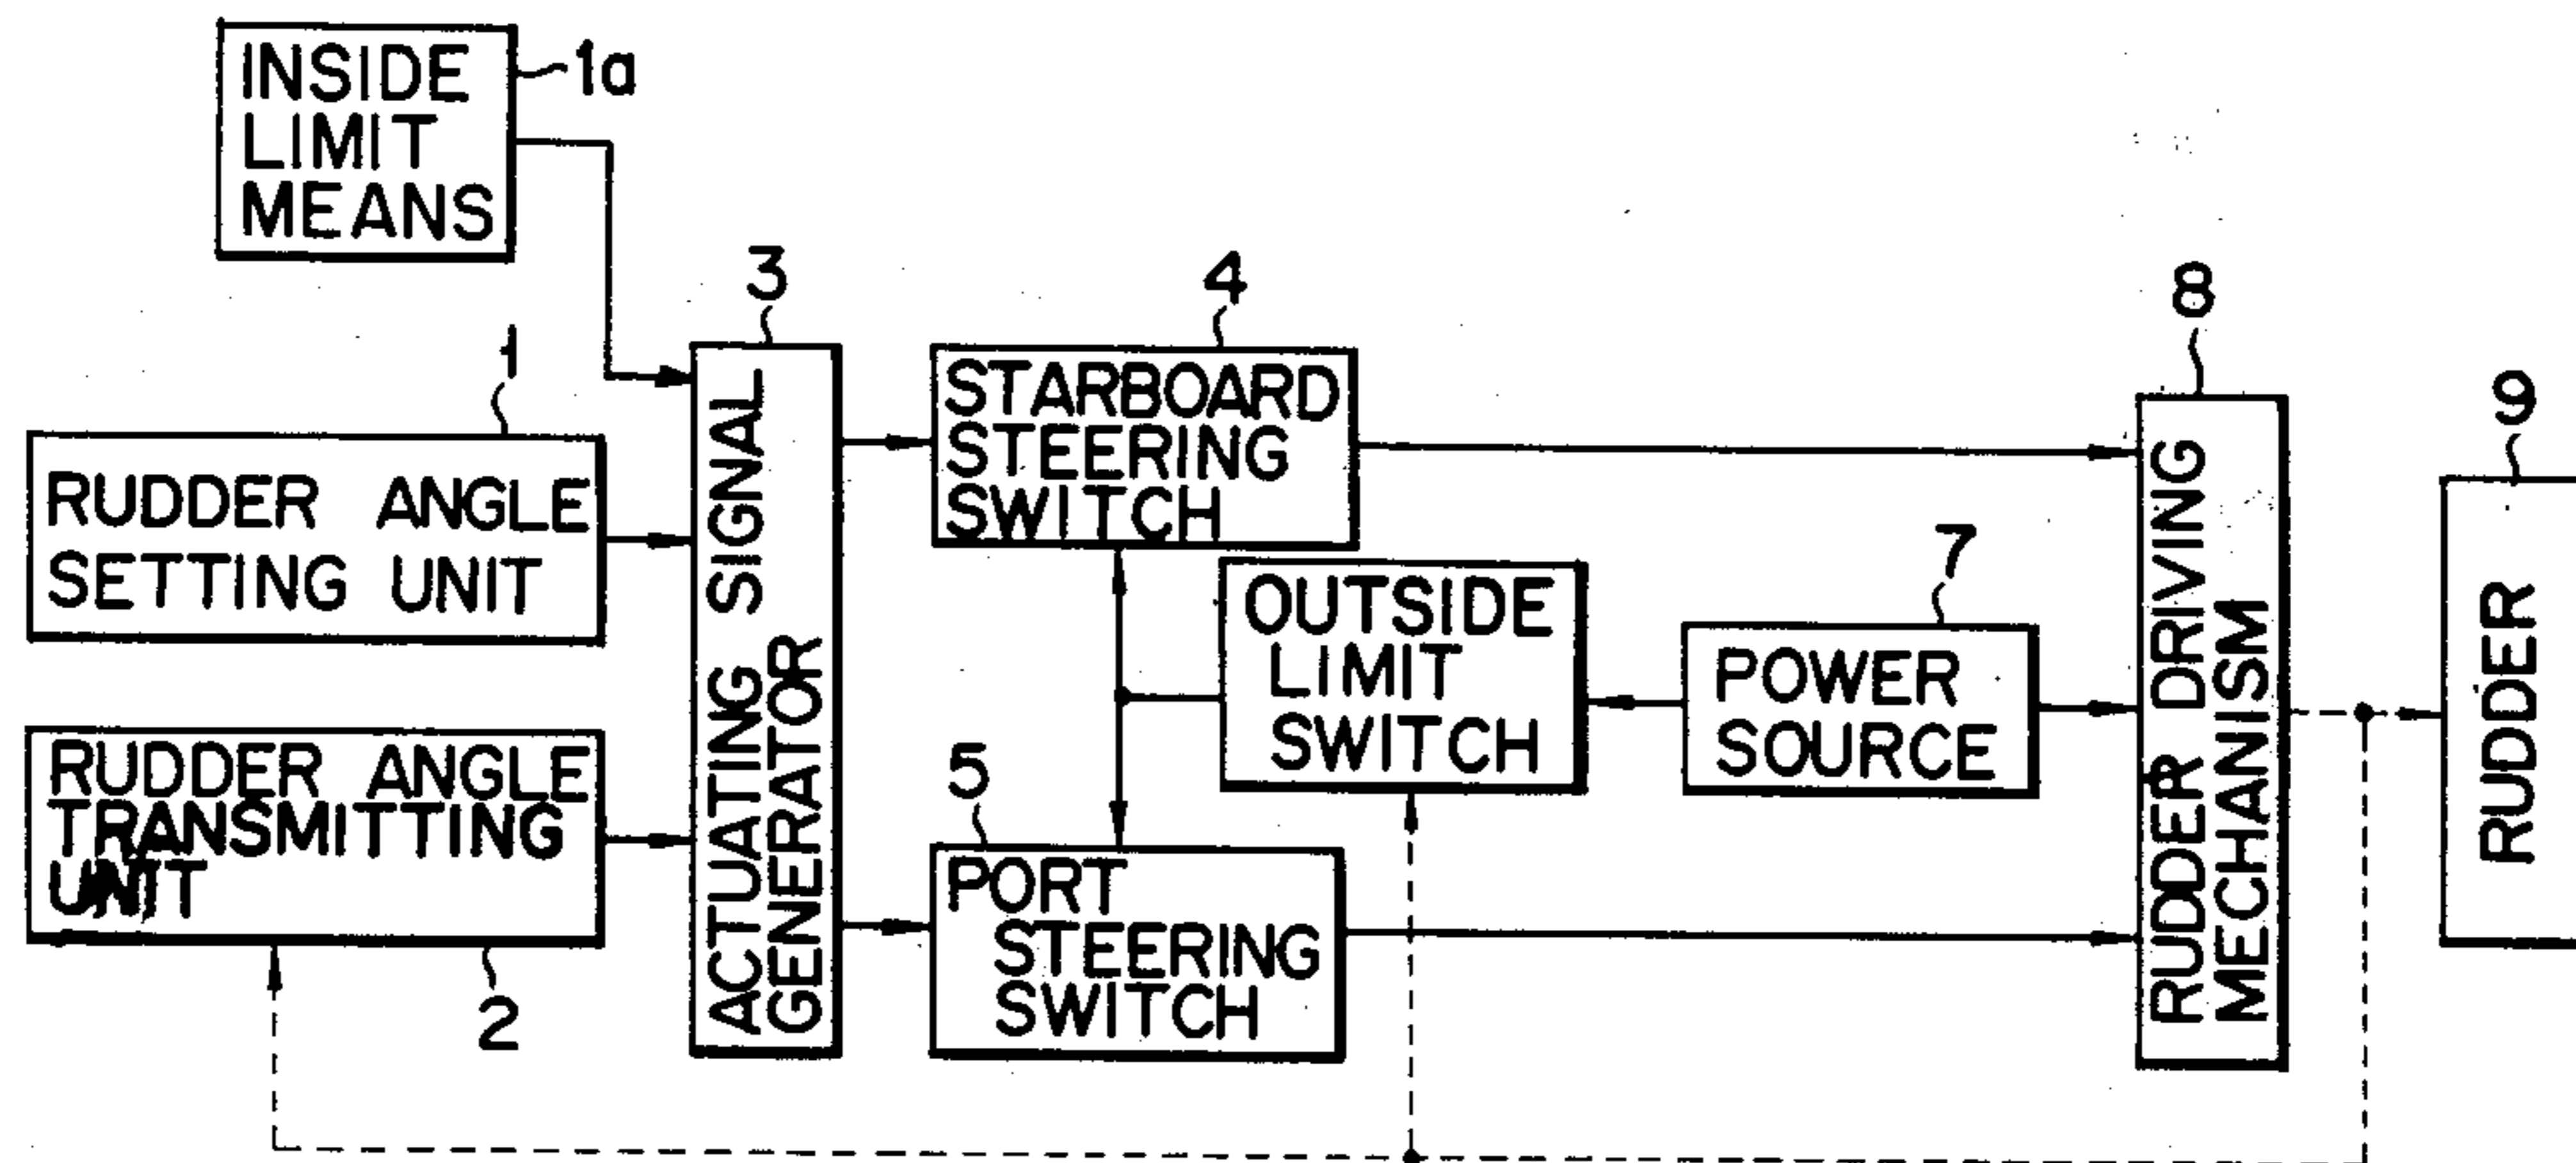 INSIDE
LIMIT
MEANS
1a
1
RUDDER ANGLE
SETTING UNIT
RUDDER ANGLE
TRANSMITTING
UNIT
2
3
ACTUATING SIGNAL
GENERATOR
4
STARBOARD
STEERING
SWITCH
OUTSIDE
LIMIT
SWITCH
5
PORT
STEERING
SWITCH
7
POWER
SOURCE
8
RUDDER DRIVING
MECHANISM
9
RUDDER